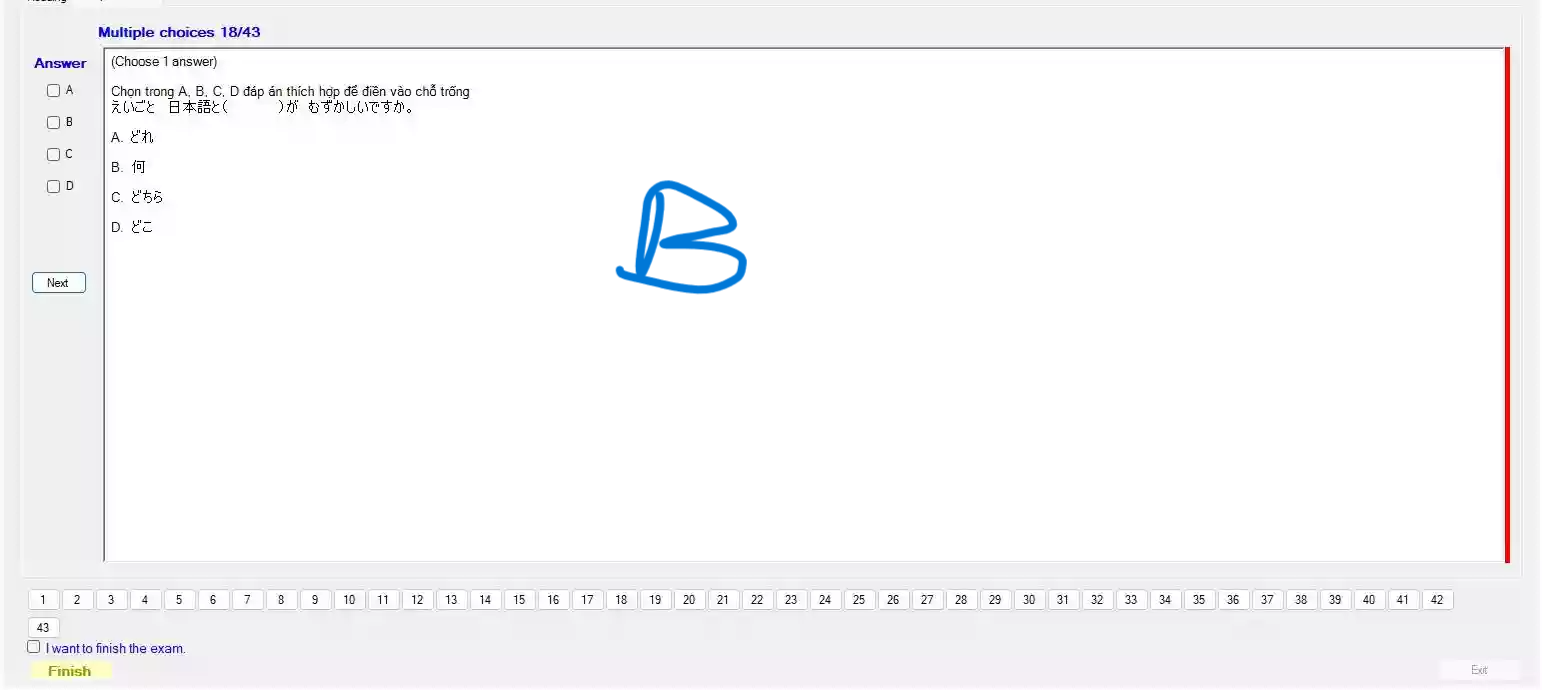 Multiple choices 18/43
Answer
(Choose 1 answer)
A
B
C
D
Chọn trong A, B, C, D đáp án thích hợp để điền vào chỗ trống
えいごと 日本語と( )が むずかしいですか。
A. どれ
B. 何
C. どちら
D. どこ
B
Next
1 2 3 4 5 6 7 8 9 10 11 12 13 14 15 16 17 18 19 20 21 22 23 24 25 26 27 28 29 30 31 32 33 34 35 36 37 38 39 40 41 42
43
I want to finish the exam.
Finish
Exit